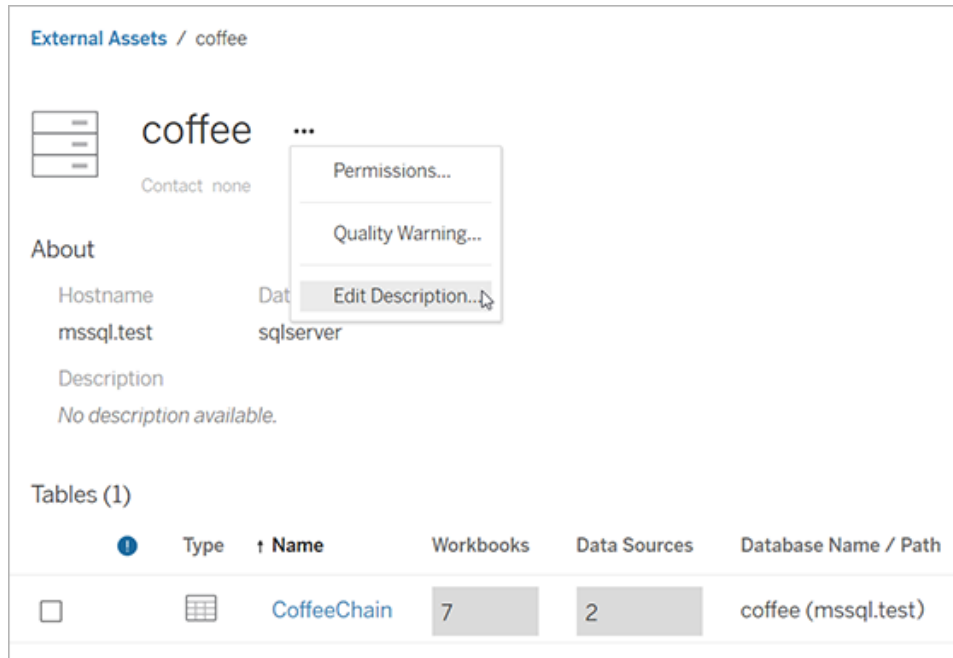 External Assets / coffee
coffee ...
Permissions...
Contact none
Quality Warning...
About
Edit Description...
Hostname Dat
mssql.test sqlserver
Description
No description available.
Tables (1)
! Type ↑ Name Workbooks Data Sources Database Name / Path
CoffeeChain 7 2 coffee (mssql.test)